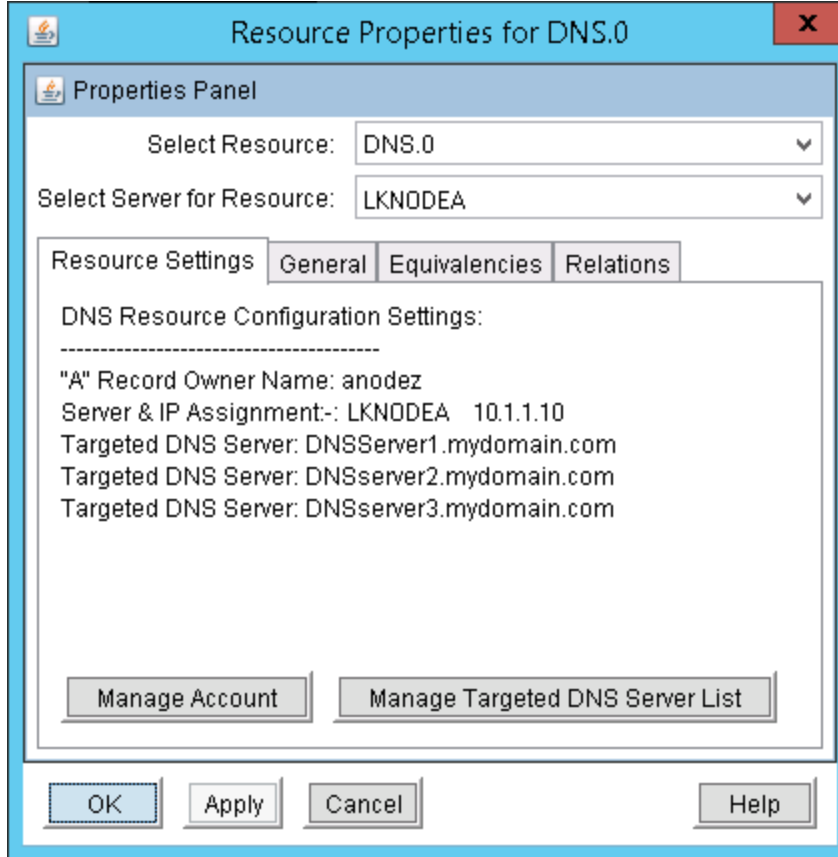 Resource Properties for DNS.0
x
Properties Panel
Select Resource: DNS.0
Select Server for Resource: LKNODEA
Resource Settings General Equivalencies Relations
DNS Resource Configuration Settings:
----------------------------------------
"A" Record Owner Name: anodez
Server & IP Assignment:-: LKNODEA 10.1.1.10
Targeted DNS Server: DNSServer1.mydomain.com
Targeted DNS Server: DNSserver2.mydomain.com
Targeted DNS Server: DNSserver3.mydomain.com
Manage Account Manage Targeted DNS Server List
OK Apply Cancel Help